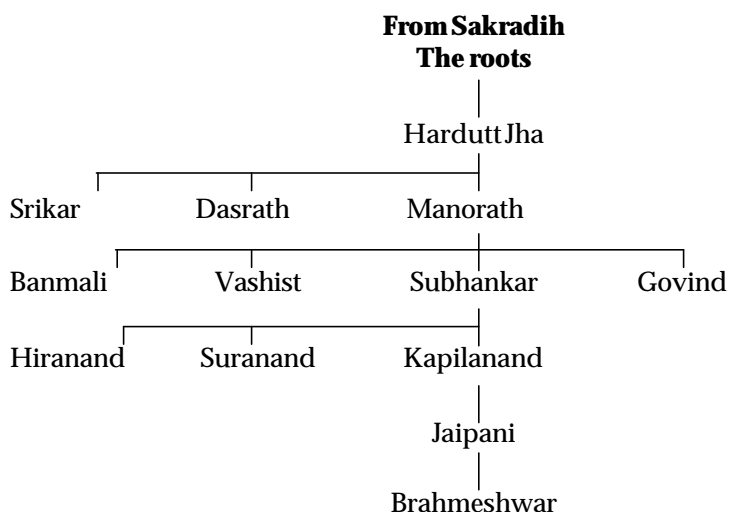 From Sakradih
The roots
Hardutt Jha
Srikar Dasrath Manorath
Banmali Vashist Subhankar Govind
Hiranand Suranand Kapilanand
Jaipani
Brahmeshwar